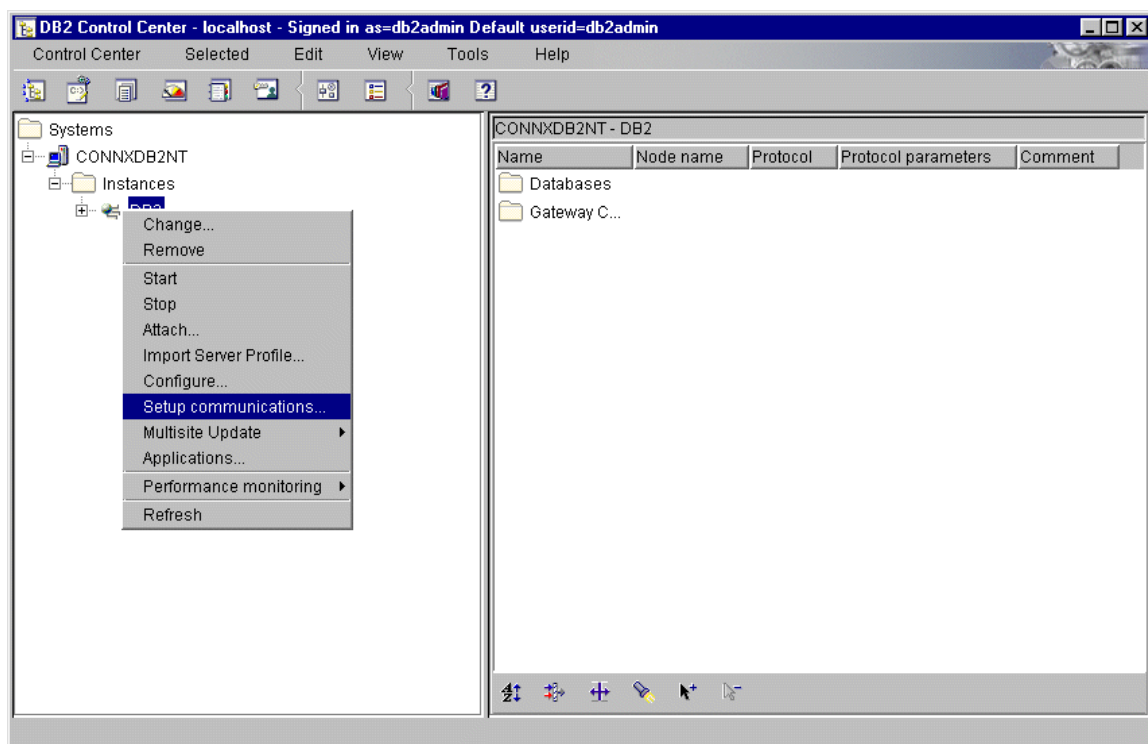 DB2 Control Center - localhost - Signed in as=db2admin Default userid=db2admin
Control Center Selected Edit View Tools Help
Systems
CONNXDB2NT
Instances
DB2
Change...
Remove
Start
Stop
Attach...
Import Server Profile...
Configure...
Setup communications...
Multisite Update
Applications...
Performance monitoring
Refresh
CONNXDB2NT - DB2
Name Node name Protocol Protocol parameters Comment
Databases
Gateway C...